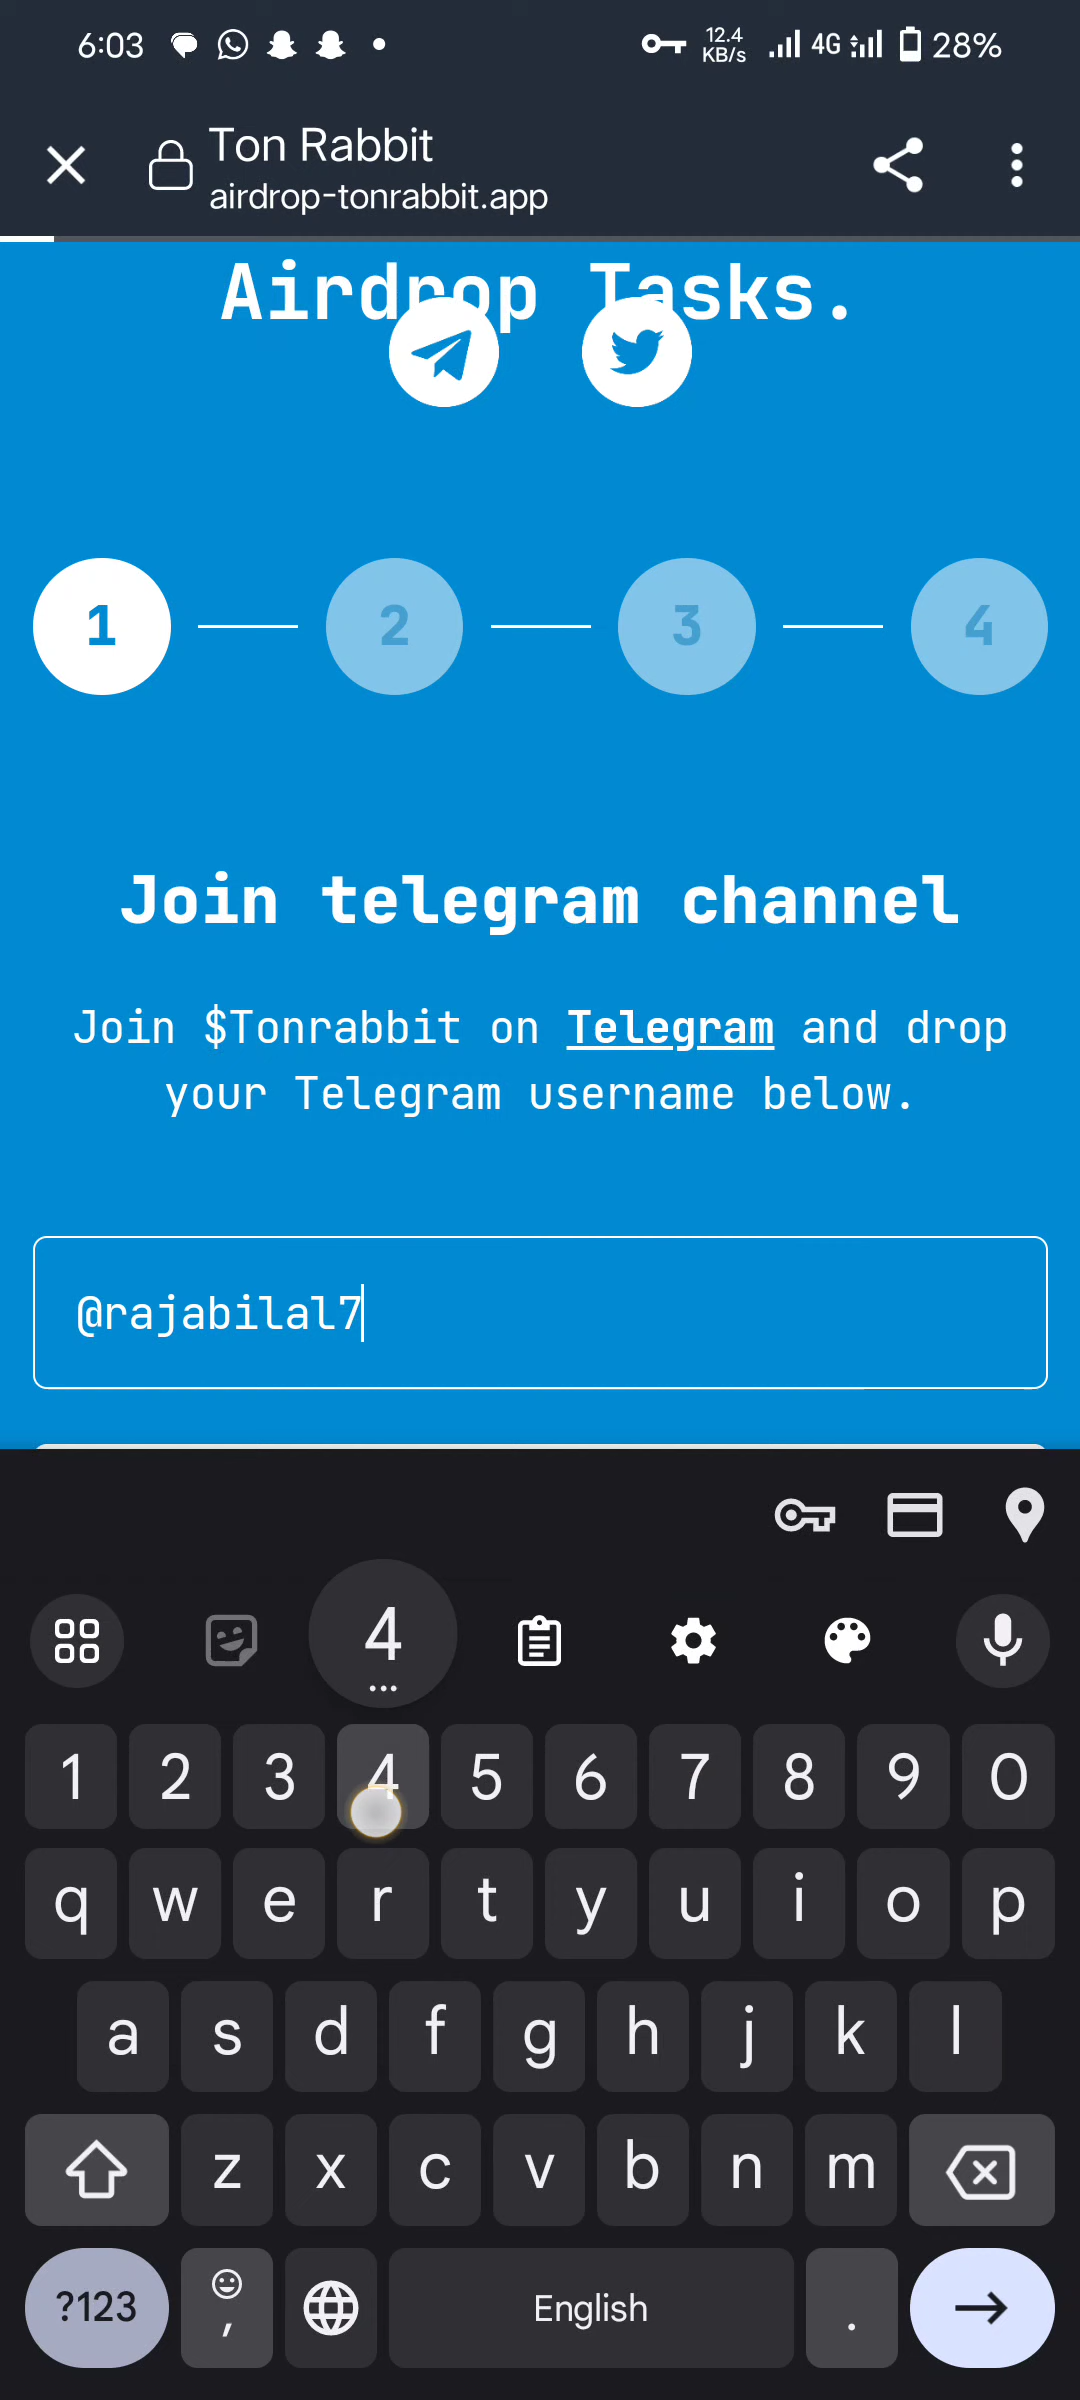 6:03 12.4 KB/s 4G 28%
Ton Rabbit
airdrop-tonrabbit.app
Airdrop Tasks.
1 2 3 4
Join telegram channel
Join $Tonrabbit on Telegram and drop
your Telegram username below.
@rajabilal7
4
...
1 2 3 4 5 6 7 8 9 0
q w e r t y u i o p
a s d f g h j k l
z x c v b n m
?123 , English .